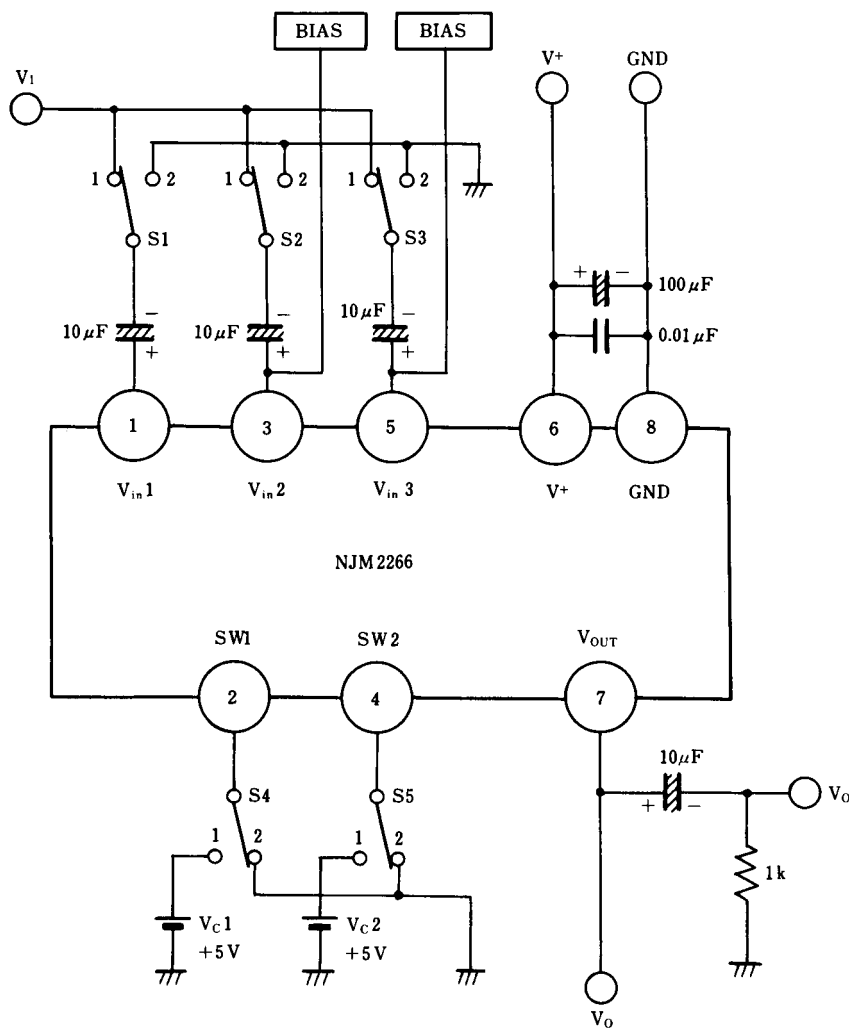 BIAS BIAS
V+ GND
V1
1 2 1 2 1 2
S1 S2 S3
+ − 100μF
10μF − 10μF − 10μF −
+ + +
0.01μF
1 3 5 6 8
Vin1 Vin2 Vin3 V+ GND
NJM2266
SW1 SW2 VOUT
2 4 7
10μF
S4 S5
+ − VO
1 2 1 2
1k
VC1 VC2
+5V +5V
VO